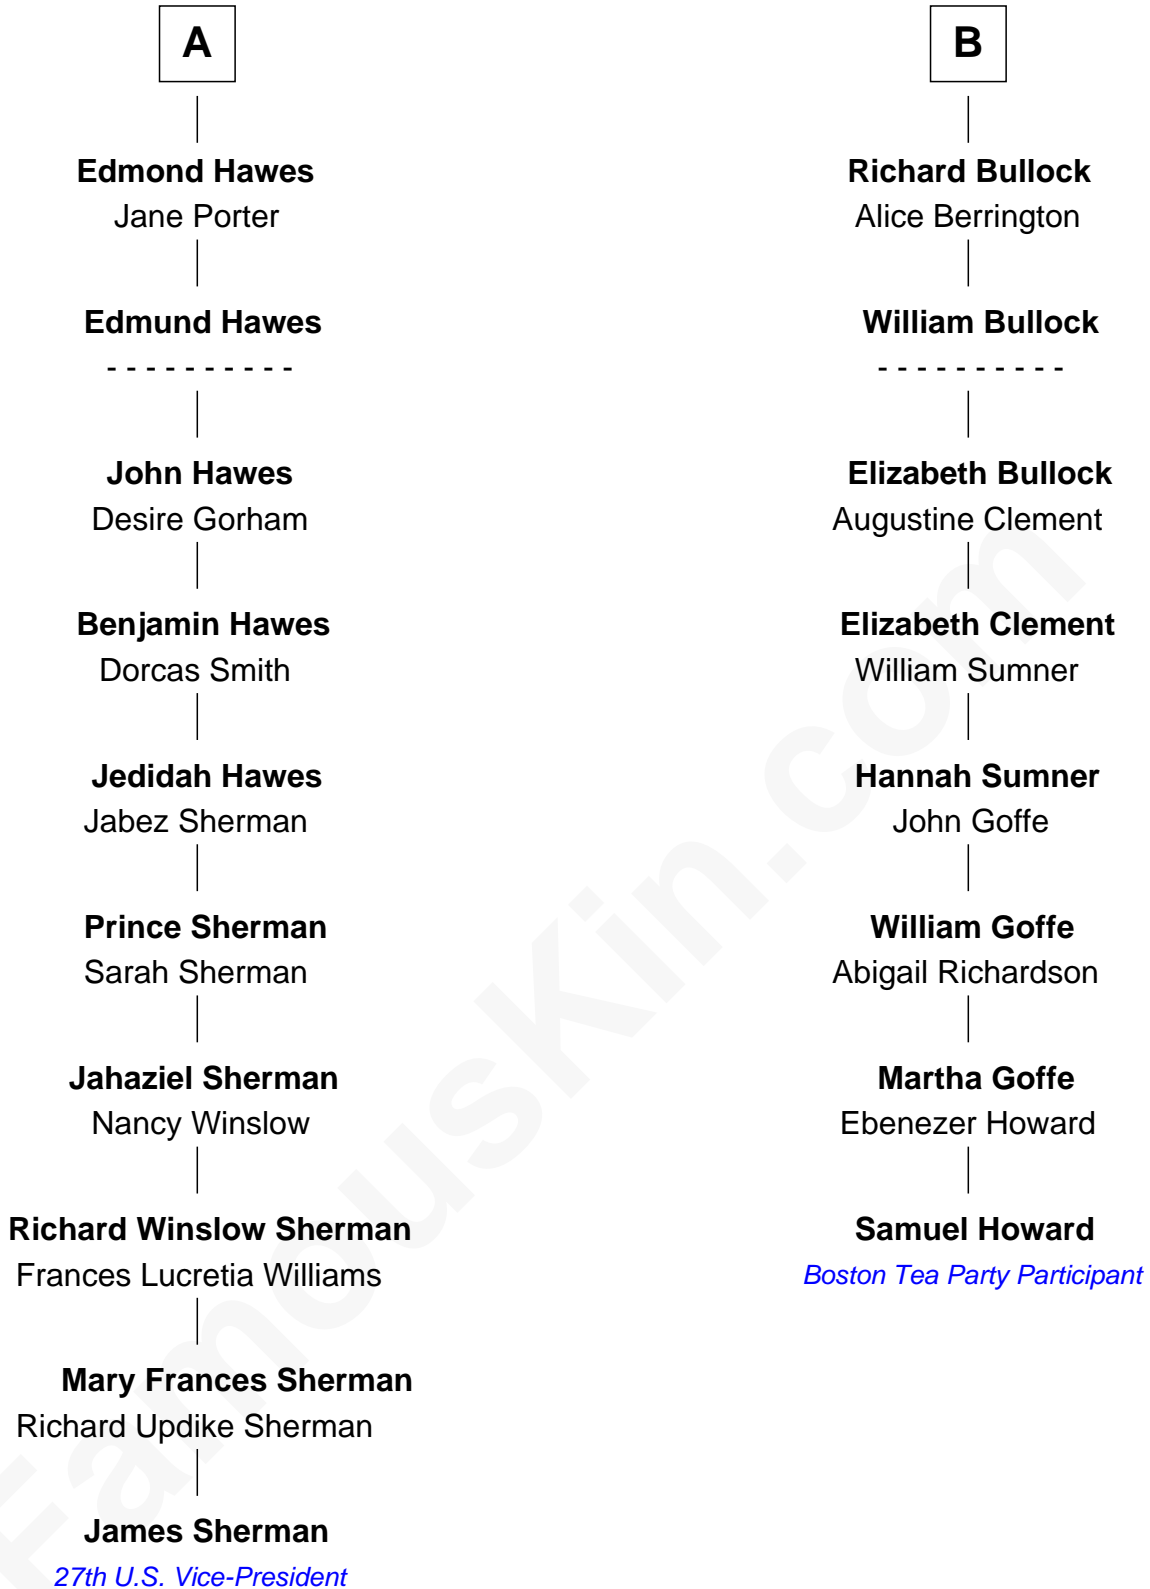 A
Edmond Hawes
Jane Porter
Edmund Hawes
- - - - - - - - - -
John Hawes
Desire Gorham
Benjamin Hawes
Dorcas Smith
Jedidah Hawes
Jabez Sherman
Prince Sherman
Sarah Sherman
Jahaziel Sherman
Nancy Winslow
Richard Winslow Sherman
Frances Lucretia Williams
Mary Frances Sherman
Richard Updike Sherman
James Sherman
27th U.S. Vice-President
B
Richard Bullock
Alice Berrington
William Bullock
- - - - - - - - - -
Elizabeth Bullock
Augustine Clement
Elizabeth Clement
William Sumner
Hannah Sumner
John Goffe
William Goffe
Abigail Richardson
Martha Goffe
Ebenezer Howard
Samuel Howard
Boston Tea Party Participant
FamousKin.com